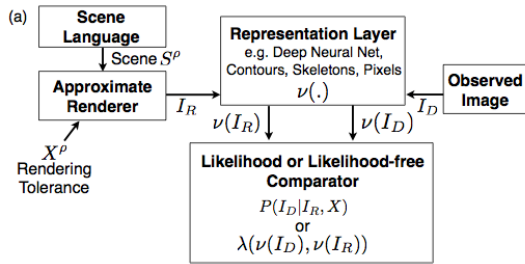 (a)
Scene
Language
Scene S^ρ
Approximate
Renderer
I_R
X^ρ
Rendering
Tolerance
Representation Layer
e.g. Deep Neural Net,
Contours, Skeletons, Pixels
ν(.)
Observed
Image
I_D
ν(I_R)
ν(I_D)
Likelihood or Likelihood-free
Comparator
P(I_D|I_R, X)
or
λ(ν(I_D), ν(I_R))